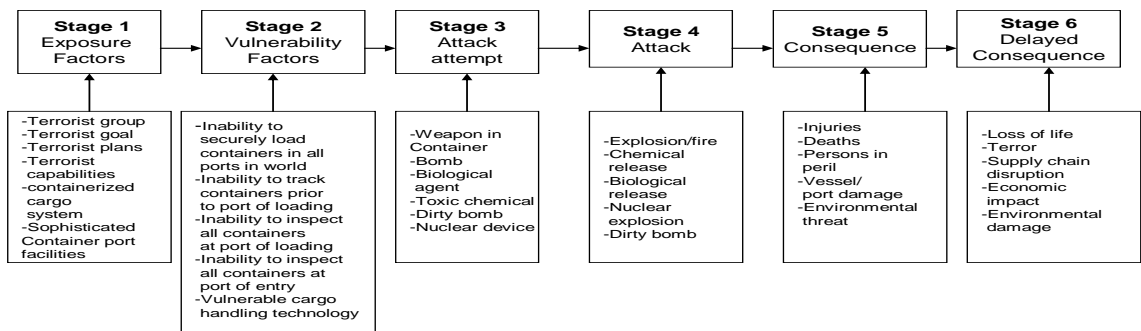 Stage 1
Exposure
Factors
Stage 2
Vulnerability
Factors
Stage 3
Attack
attempt
Stage 4
Attack
Stage 5
Consequence
Stage 6
Delayed
Consequence
-Terrorist group
-Terrorist goal
-Terrorist plans
-Terrorist
capabilities
-containerized
cargo
system
-Sophisticated
Container port
facilities
-Inability to
securely load
containers in all
ports in world
-Inability to track
containers prior
to port of loading
-Inability to inspect
all containers
at port of loading
-Inability to inspect
all containers at
port of entry
-Vulnerable cargo
handling technology
-Weapon in
Container
-Bomb
-Biological
agent
-Toxic chemical
-Dirty bomb
-Nuclear device
-Explosion/fire
-Chemical
release
-Biological
release
-Nuclear
explosion
-Dirty bomb
-Injuries
-Deaths
-Persons in
peril
-Vessel/
port damage
-Environmental
threat
-Loss of life
-Terror
-Supply chain
disruption
-Economic
impact
-Environmental
damage